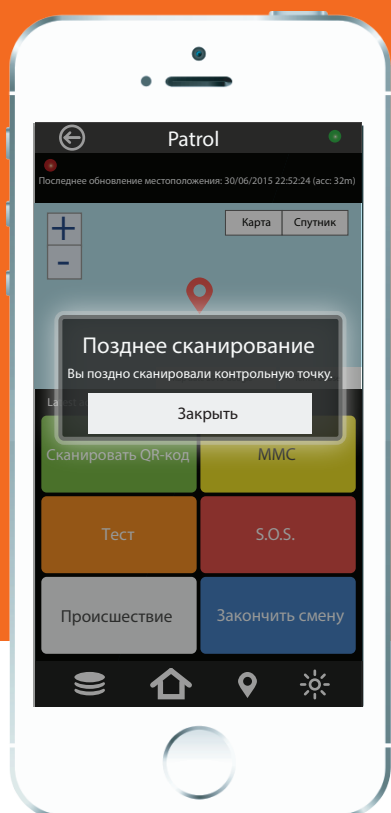 Patrol
Последнее обновление местоположения: 30/06/2015 22:52:24 (acc: 32m)
+
Карта Спутник
-
Позднее сканирование
Вы поздно сканировали контрольную точку.
Закрыть
Сканировать QR-код ММС
Тест S.O.S.
Происшествие Закончить смену